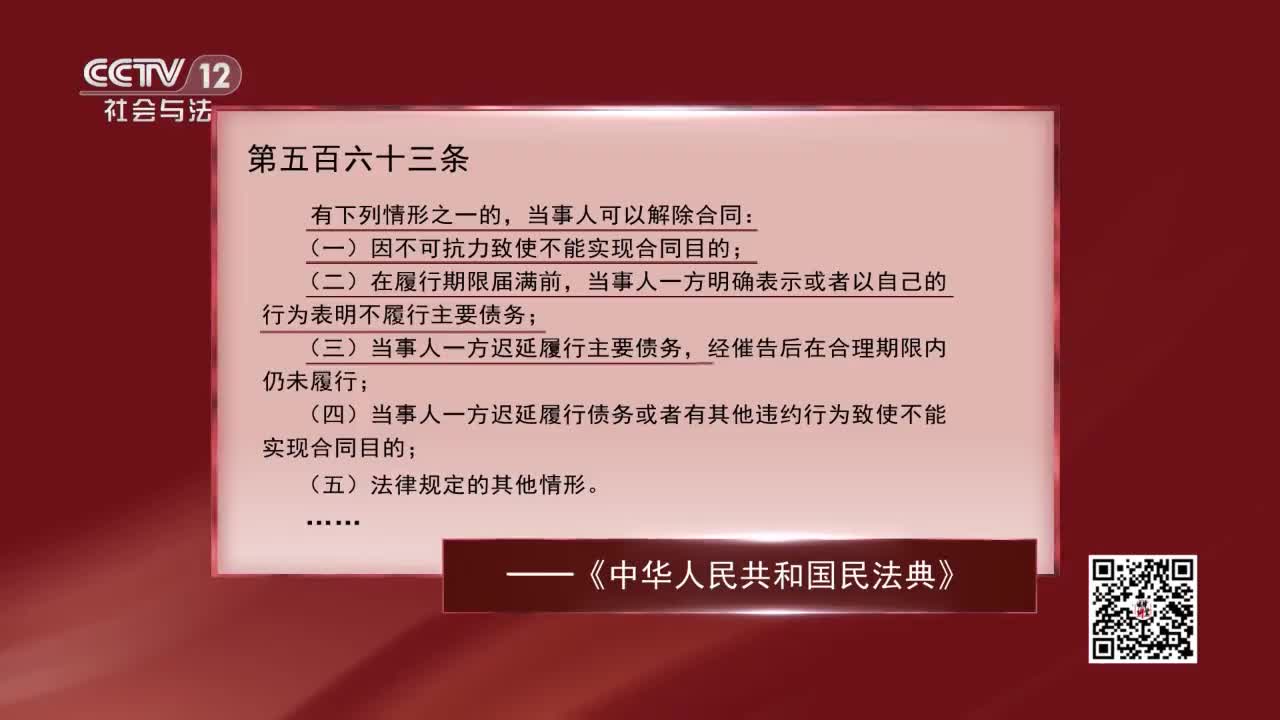 CCTV 12
社会与法
第五百六十三条
有下列情形之一的，当事人可以解除合同：
（一）因不可抗力致使不能实现合同目的；
（二）在履行期限届满前，当事人一方明确表示或者以自己的
行为表明不履行主要债务；
（三）当事人一方迟延履行主要债务，经催告后在合理期限内
仍未履行；
（四）当事人一方迟延履行债务或者有其他违约行为致使不能
实现合同目的；
（五）法律规定的其他情形。
……
——《中华人民共和国民法典》